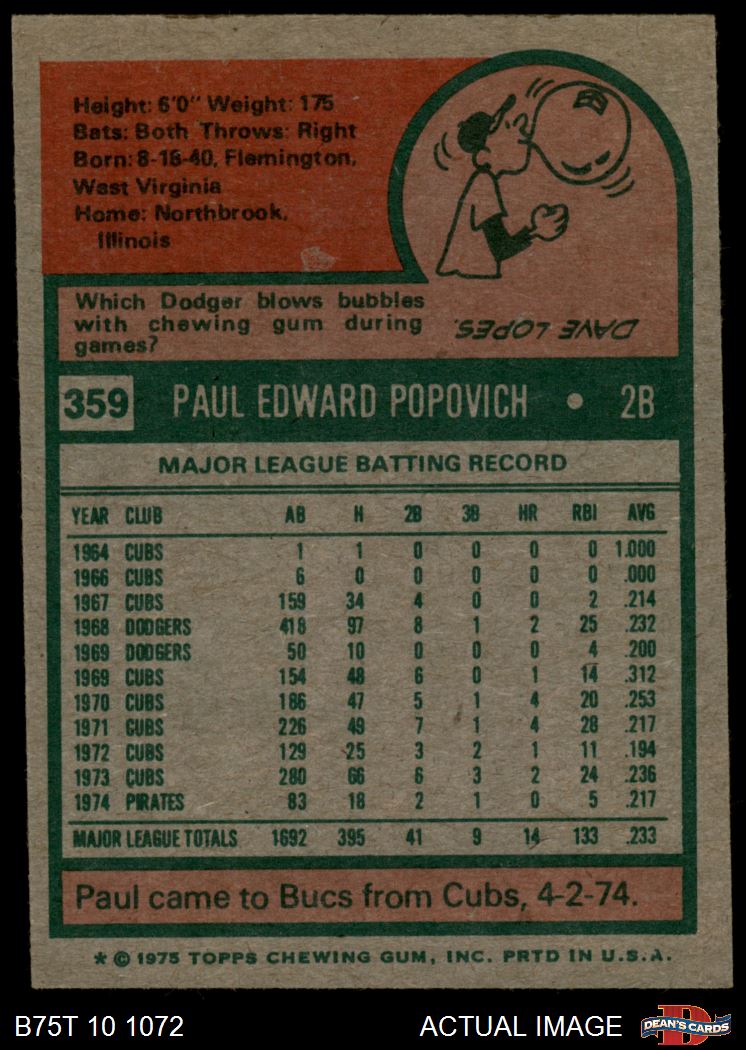 Height: 6'0" Weight: 175
Bats: Both Throws: Right
Born: 8-16-40, Flemington,
West Virginia
Home: Northbrook,
Illinois
Which Dodger blows bubbles
with chewing gum during
games?
DAVE LOPES.
359 PAUL EDWARD POPOVICH • 2B
MAJOR LEAGUE BATTING RECORD
YEAR CLUB AB H 2B 3B HR RBI AVG
1964 CUBS 1 1 0 0 0 0 1.000
1966 CUBS 6 0 0 0 0 0 .000
1967 CUBS 159 34 4 0 0 2 .214
1968 DODGERS 418 97 8 1 2 25 .232
1969 DODGERS 50 10 0 0 0 4 .200
1969 CUBS 154 48 6 0 1 14 .312
1970 CUBS 186 47 5 1 4 20 .253
1971 CUBS 226 49 7 1 4 28 .217
1972 CUBS 129 25 3 2 1 11 .194
1973 CUBS 280 66 6 3 2 24 .236
1974 PIRATES 83 18 2 1 0 5 .217
MAJOR LEAGUE TOTALS 1692 395 41 9 14 133 .233
Paul came to Bucs from Cubs, 4-2-74.
* © 1975 TOPPS CHEWING GUM, INC. PRTD IN U.S.A.
B75T 10 1072 ACTUAL IMAGE DEAN'S CARDS